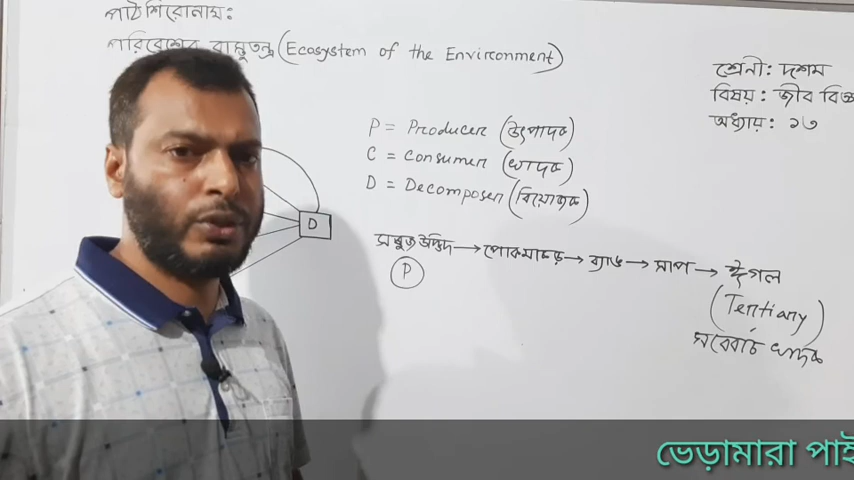 পাঠ শিরোনাম:
পরিবেশের বাস্তুতন্ত্র (Ecosystem of the Environment)
শ্রেনী: দশম
বিষয়: জীব
অধ্যায়: ১৩
P = Producer (উৎপাদক)
C = Consumer (খাদক)
D = Decomposer (বিয়োজক)
D
সবুজ উদ্ভিদ → পোকামাকড় → ব্যাঙ → সাপ → ঈগল
P
(Tertiary)
সর্বোচ্চ খাদক
ভেড়ামারা